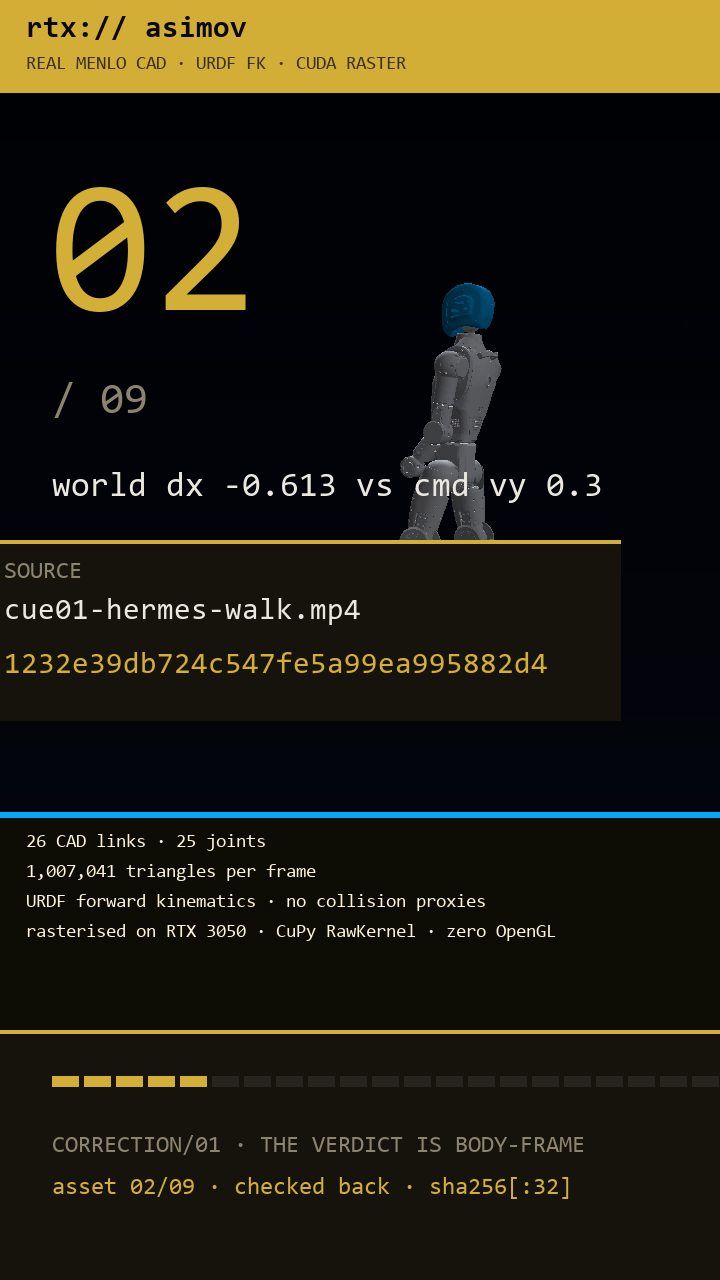 rtx:// asimov
REAL MENLO CAD · URDF FK · CUDA RASTER
02
/ 09
world dx -0.613 vs cmd vy 0.3
SOURCE
cue01-hermes-walk.mp4
1232e39db724c547fe5a99ea995882d4
26 CAD links · 25 joints
1,007,041 triangles per frame
URDF forward kinematics · no collision proxies
rasterised on RTX 3050 · CuPy RawKernel · zero OpenGL
CORRECTION/01 · THE VERDICT IS BODY-FRAME
asset 02/09 · checked back · sha256[:32]